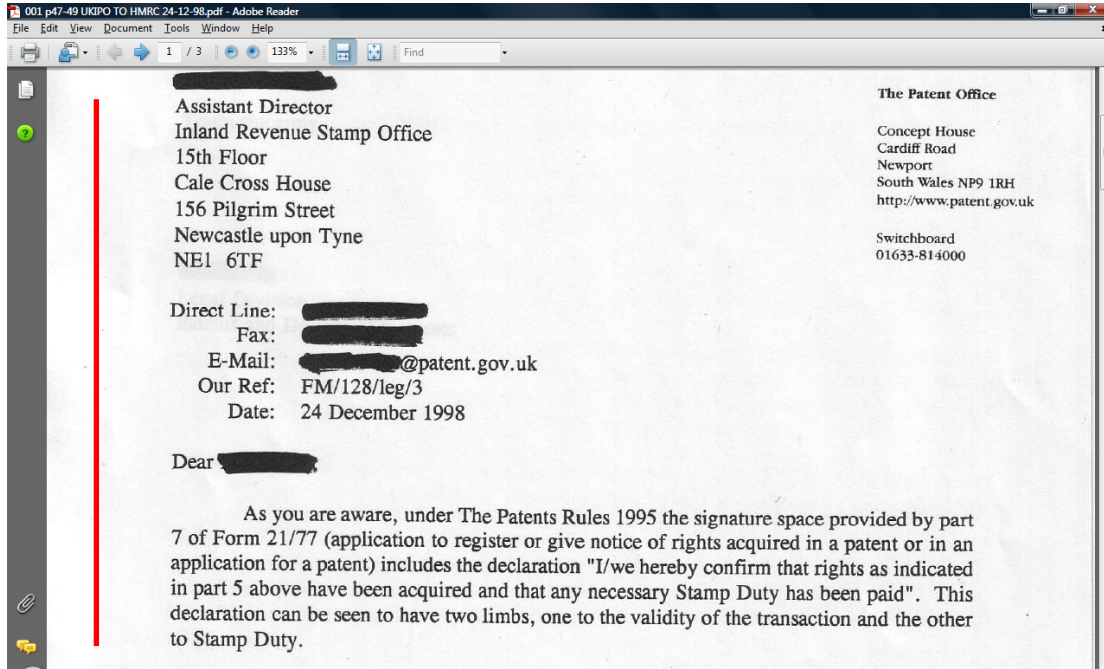 001 p47-49 UKIPO TO HMRC 24-12-98.pdf - Adobe Reader
File Edit View Document Tools Window Help
1 / 3 133% Find
Assistant Director
Inland Revenue Stamp Office
15th Floor
Cale Cross House
156 Pilgrim Street
Newcastle upon Tyne
NE1 6TF
The Patent Office
Concept House
Cardiff Road
Newport
South Wales NP9 1RH
http://www.patent.gov.uk
Switchboard
01633-814000
Direct Line:
Fax:
E-Mail: @patent.gov.uk
Our Ref: FM/128/leg/3
Date: 24 December 1998
Dear
As you are aware, under The Patents Rules 1995 the signature space provided by part
7 of Form 21/77 (application to register or give notice of rights acquired in a patent or in an
application for a patent) includes the declaration "I/we hereby confirm that rights as indicated
in part 5 above have been acquired and that any necessary Stamp Duty has been paid". This
declaration can be seen to have two limbs, one to the validity of the transaction and the other
to Stamp Duty.